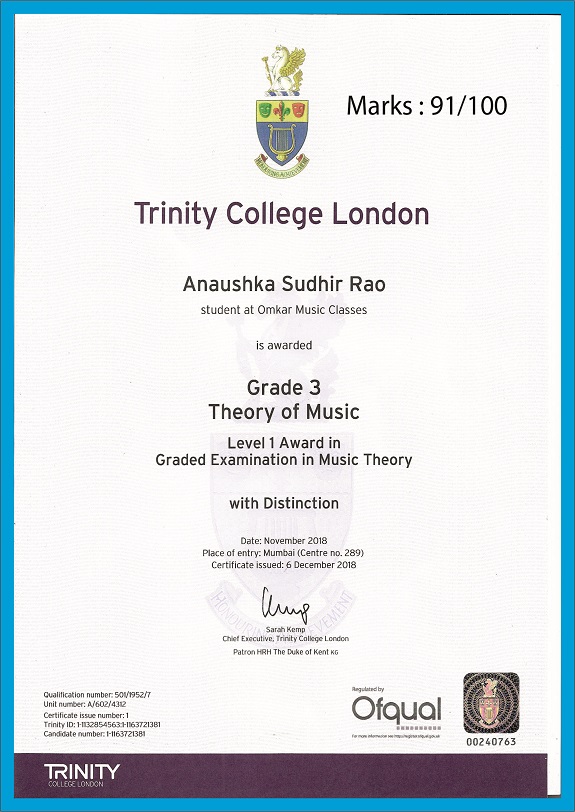 Marks : 91/100
Trinity College London
Anaushka Sudhir Rao
student at Omkar Music Classes
is awarded
Grade 3
Theory of Music
Level 1 Award in
Graded Examination in Music Theory
with Distinction
Date: November 2018
Place of entry: Mumbai (Centre no. 289)
Certificate issued: 6 December 2018
Sarah Kemp
Chief Executive, Trinity College London
Patron HRH The Duke of Kent KG
Qualification number: 501/1952/7
Unit number: A/602/4312
Certificate issue number: 1
Trinity ID: 1-1132854563:1-1163721381
Candidate number: 1-1163721381
Regulated by
Ofqual
For more information see http://register.ofqual.gov.uk
00240763
TRINITY
COLLEGE LONDON